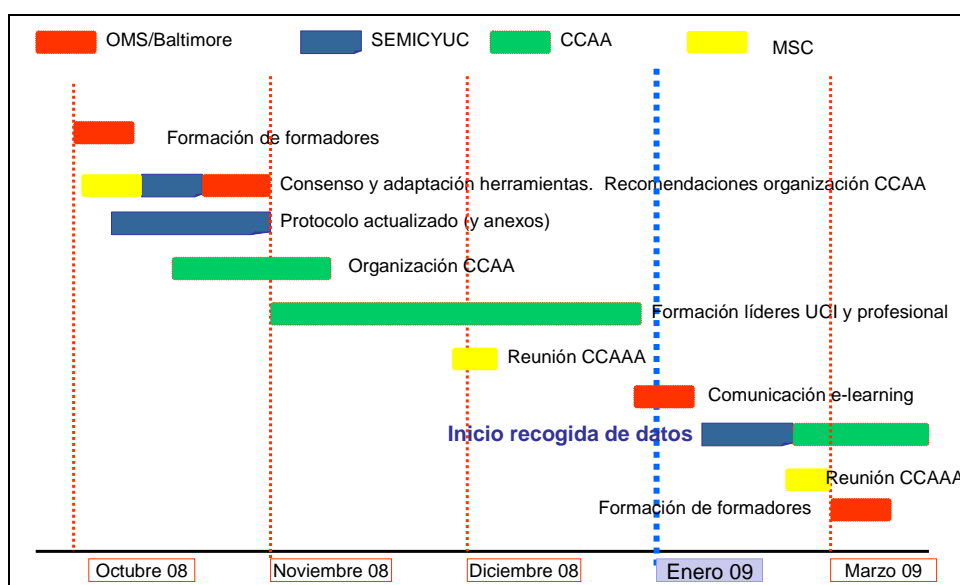 OMS/Baltimore SEMICYUC CCAA MSC
Formación de formadores
Consenso y adaptación herramientas. Recomendaciones organización CCAA
Protocolo actualizado (y anexos)
Organización CCAA
Formación líderes UCI y profesional
Reunión CCAAA
Comunicación e-learning
Inicio recogida de datos
Reunión CCAAA
Formación de formadores
Octubre 08 Noviembre 08 Diciembre 08 Enero 09 Marzo 09